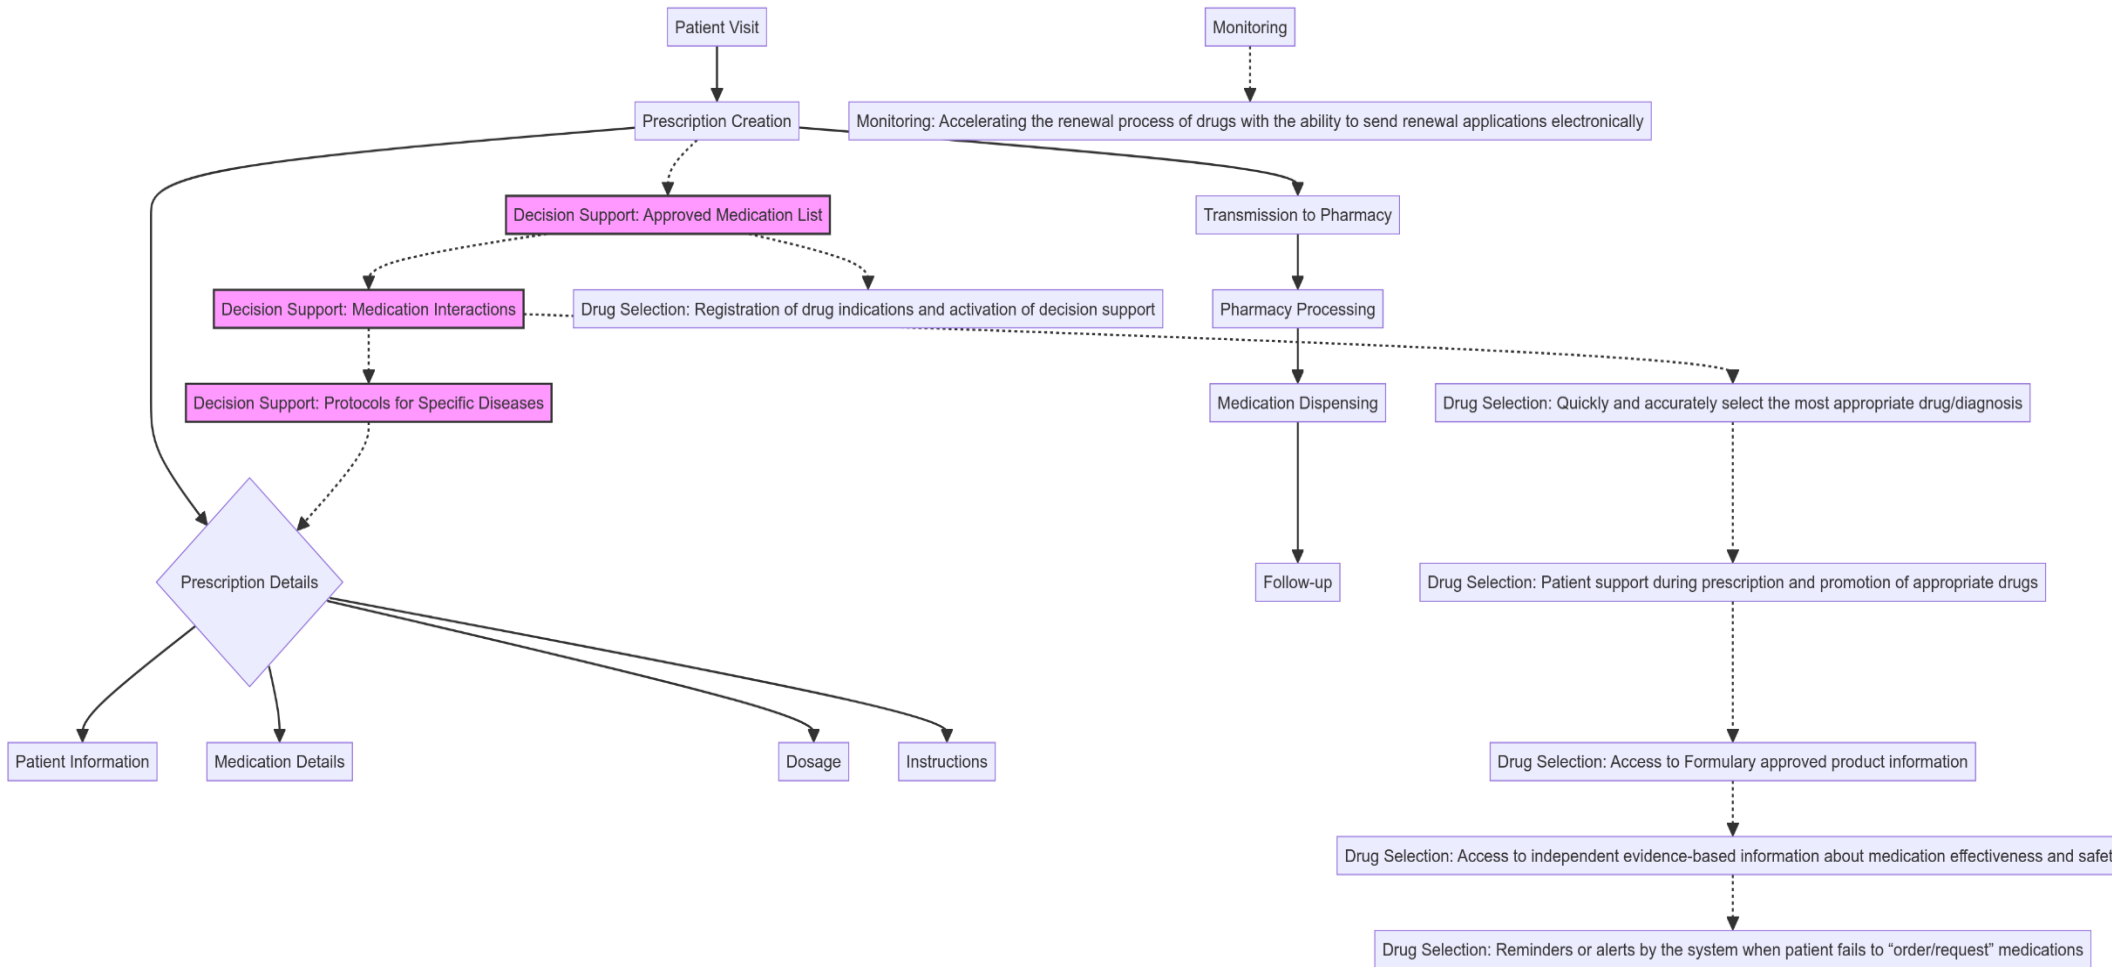 Patient Visit
Monitoring
Prescription Creation
Monitoring: Accelerating the renewal process of drugs with the ability to send renewal applications electronically
Decision Support: Approved Medication List
Transmission to Pharmacy
Decision Support: Medication Interactions
Drug Selection: Registration of drug indications and activation of decision support
Pharmacy Processing
Decision Support: Protocols for Specific Diseases
Medication Dispensing
Drug Selection: Quickly and accurately select the most appropriate drug/diagnosis
Prescription Details
Follow-up
Drug Selection: Patient support during prescription and promotion of appropriate drugs
Patient Information
Medication Details
Dosage
Instructions
Drug Selection: Access to Formulary approved product information
Drug Selection: Access to independent evidence-based information about medication effectiveness and safet
Drug Selection: Reminders or alerts by the system when patient fails to “order/request” medications